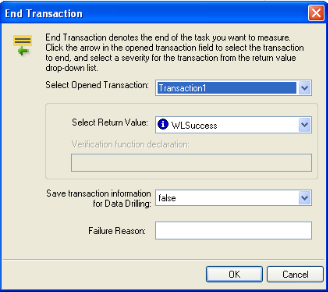 End Transaction
End Transaction denotes the end of the task you want to measure.
Click the arrow in the opened transaction field to select the transaction
to end, and select a severity for the transaction from the return value
drop-down list.
Select Opened Transaction:
Transaction1
Select Return Value:
WLSuccess
Verification function declaration:
Save transaction information
for Data Drilling:
false
Failure Reason:
OK
Cancel